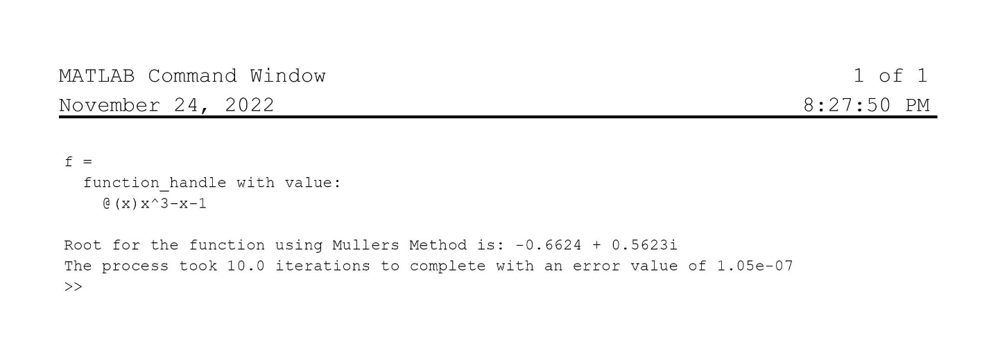 MATLAB Command Window 1 of 1
November 24, 2022 8:27:50 PM
f =
function_handle with value:
@(x)x^3-x-1
Root for the function using Mullers Method is: -0.6624 + 0.5623i
The process took 10.0 iterations to complete with an error value of 1.05e-07
>>